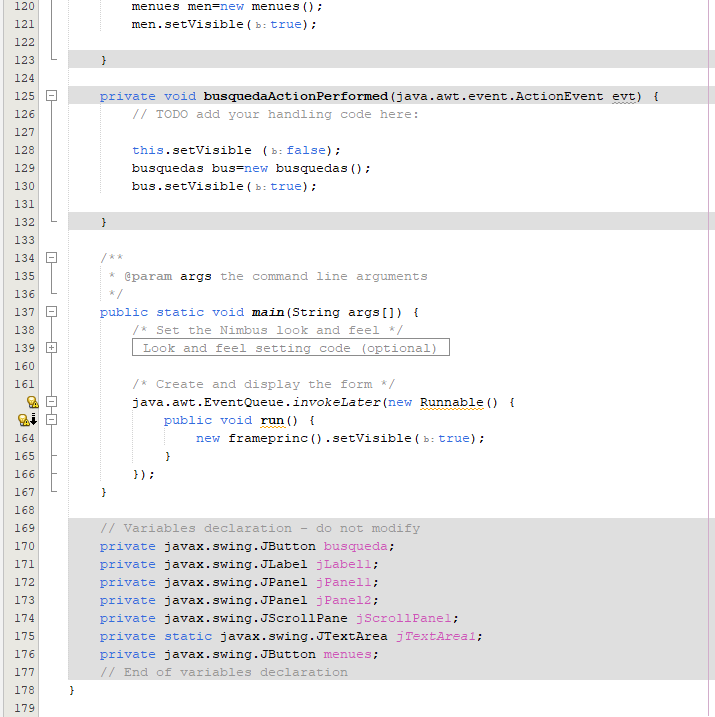 120 menues men=new menues();
121 men.setVisible( b: true);
122
123 }
124
125 private void busquedaActionPerformed(java.awt.event.ActionEvent evt) {
126 // TODO add your handling code here:
127
128 this.setVisible ( b: false);
129 busquedas bus=new busquedas();
130 bus.setVisible( b: true);
131
132 }
133
134 /**
135 * @param args the command line arguments
136 */
137 public static void main(String args[]) {
138 /* Set the Nimbus look and feel */
139 Look and feel setting code (optional)
160
161 /* Create and display the form */
java.awt.EventQueue.invokeLater(new Runnable() {
public void run() {
164 new frameprinc().setVisible( b: true);
165 }
166 });
167 }
168
169 // Variables declaration - do not modify
170 private javax.swing.JButton busqueda;
171 private javax.swing.JLabel jLabel1;
172 private javax.swing.JPanel jPanel1;
173 private javax.swing.JPanel jPanel2;
174 private javax.swing.JScrollPane jScrollPane1;
175 private static javax.swing.JTextArea jTextArea1;
176 private javax.swing.JButton menues;
177 // End of variables declaration
178 }
179